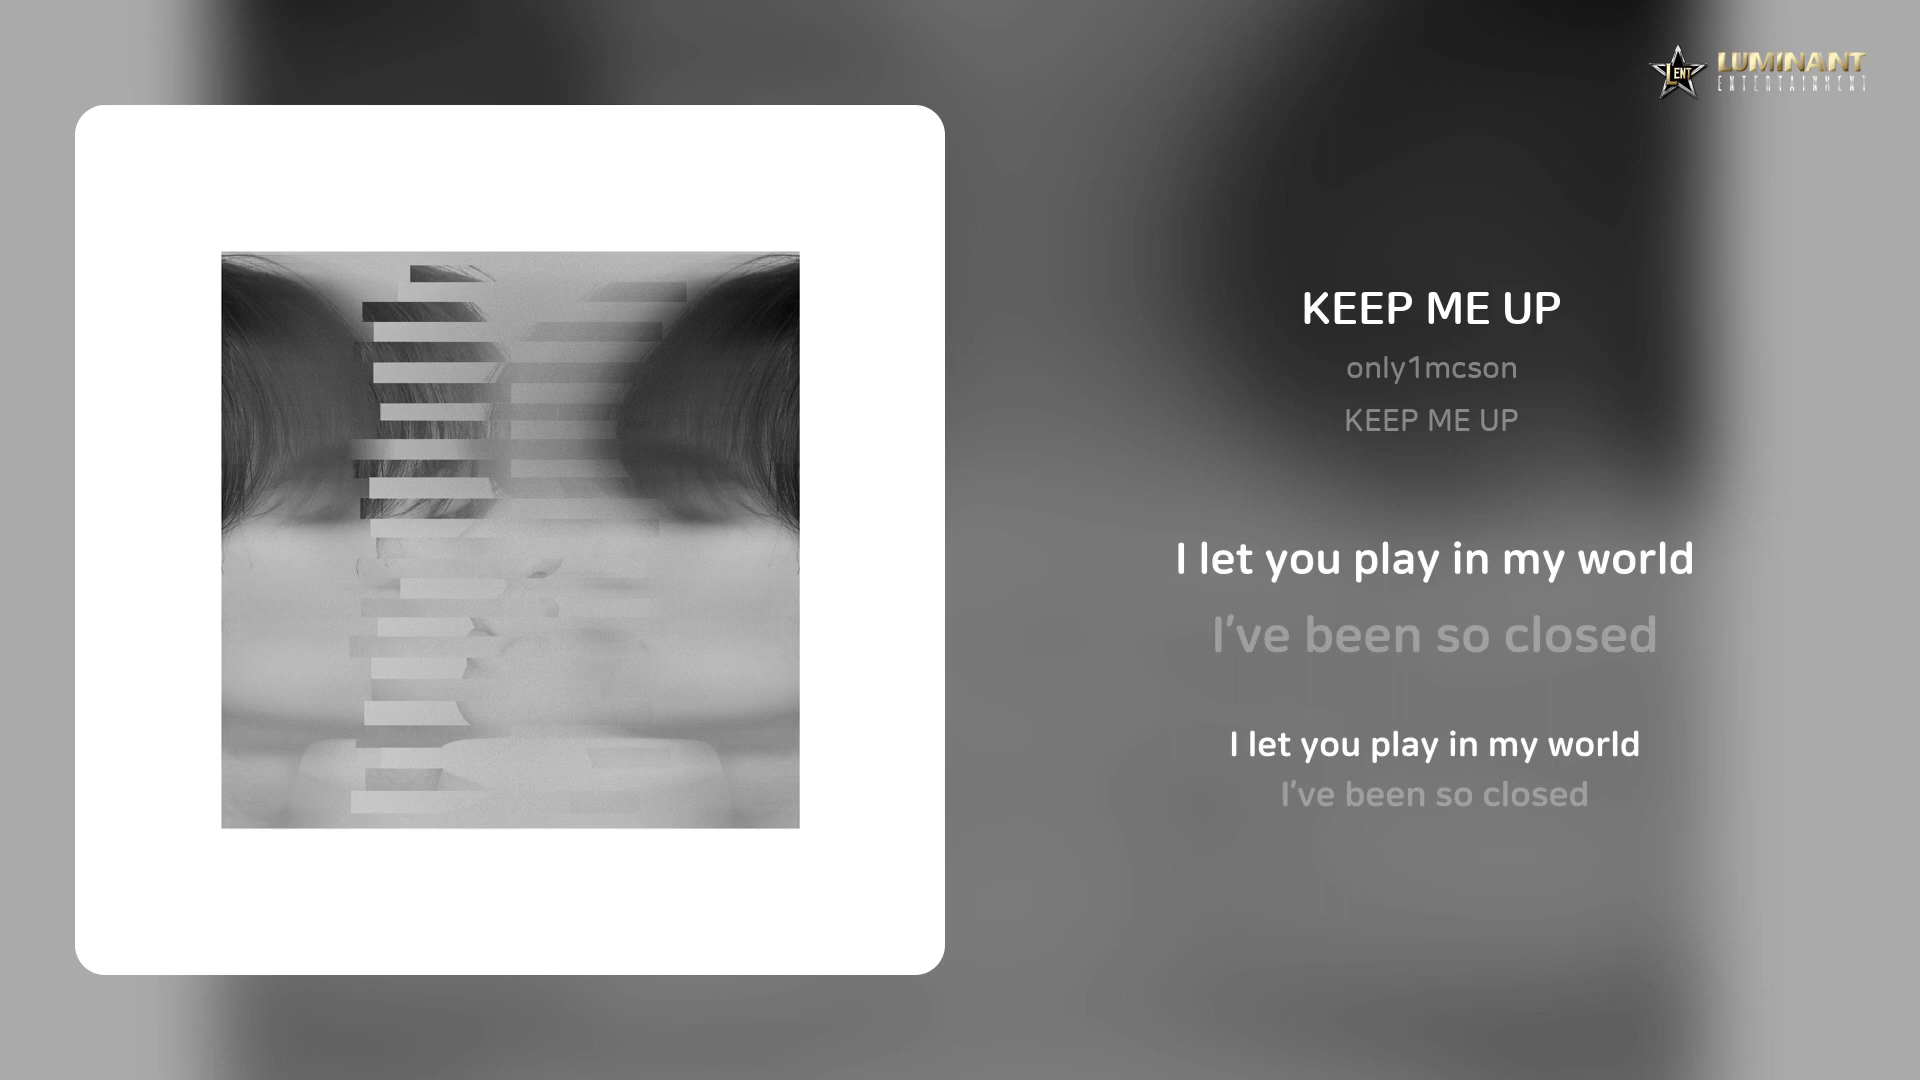 LENT
LUMINANT
ENTERTAINMENT
KEEP ME UP
only1mcson
KEEP ME UP
I let you play in my world
I've been so closed
I let you play in my world
I've been so closed